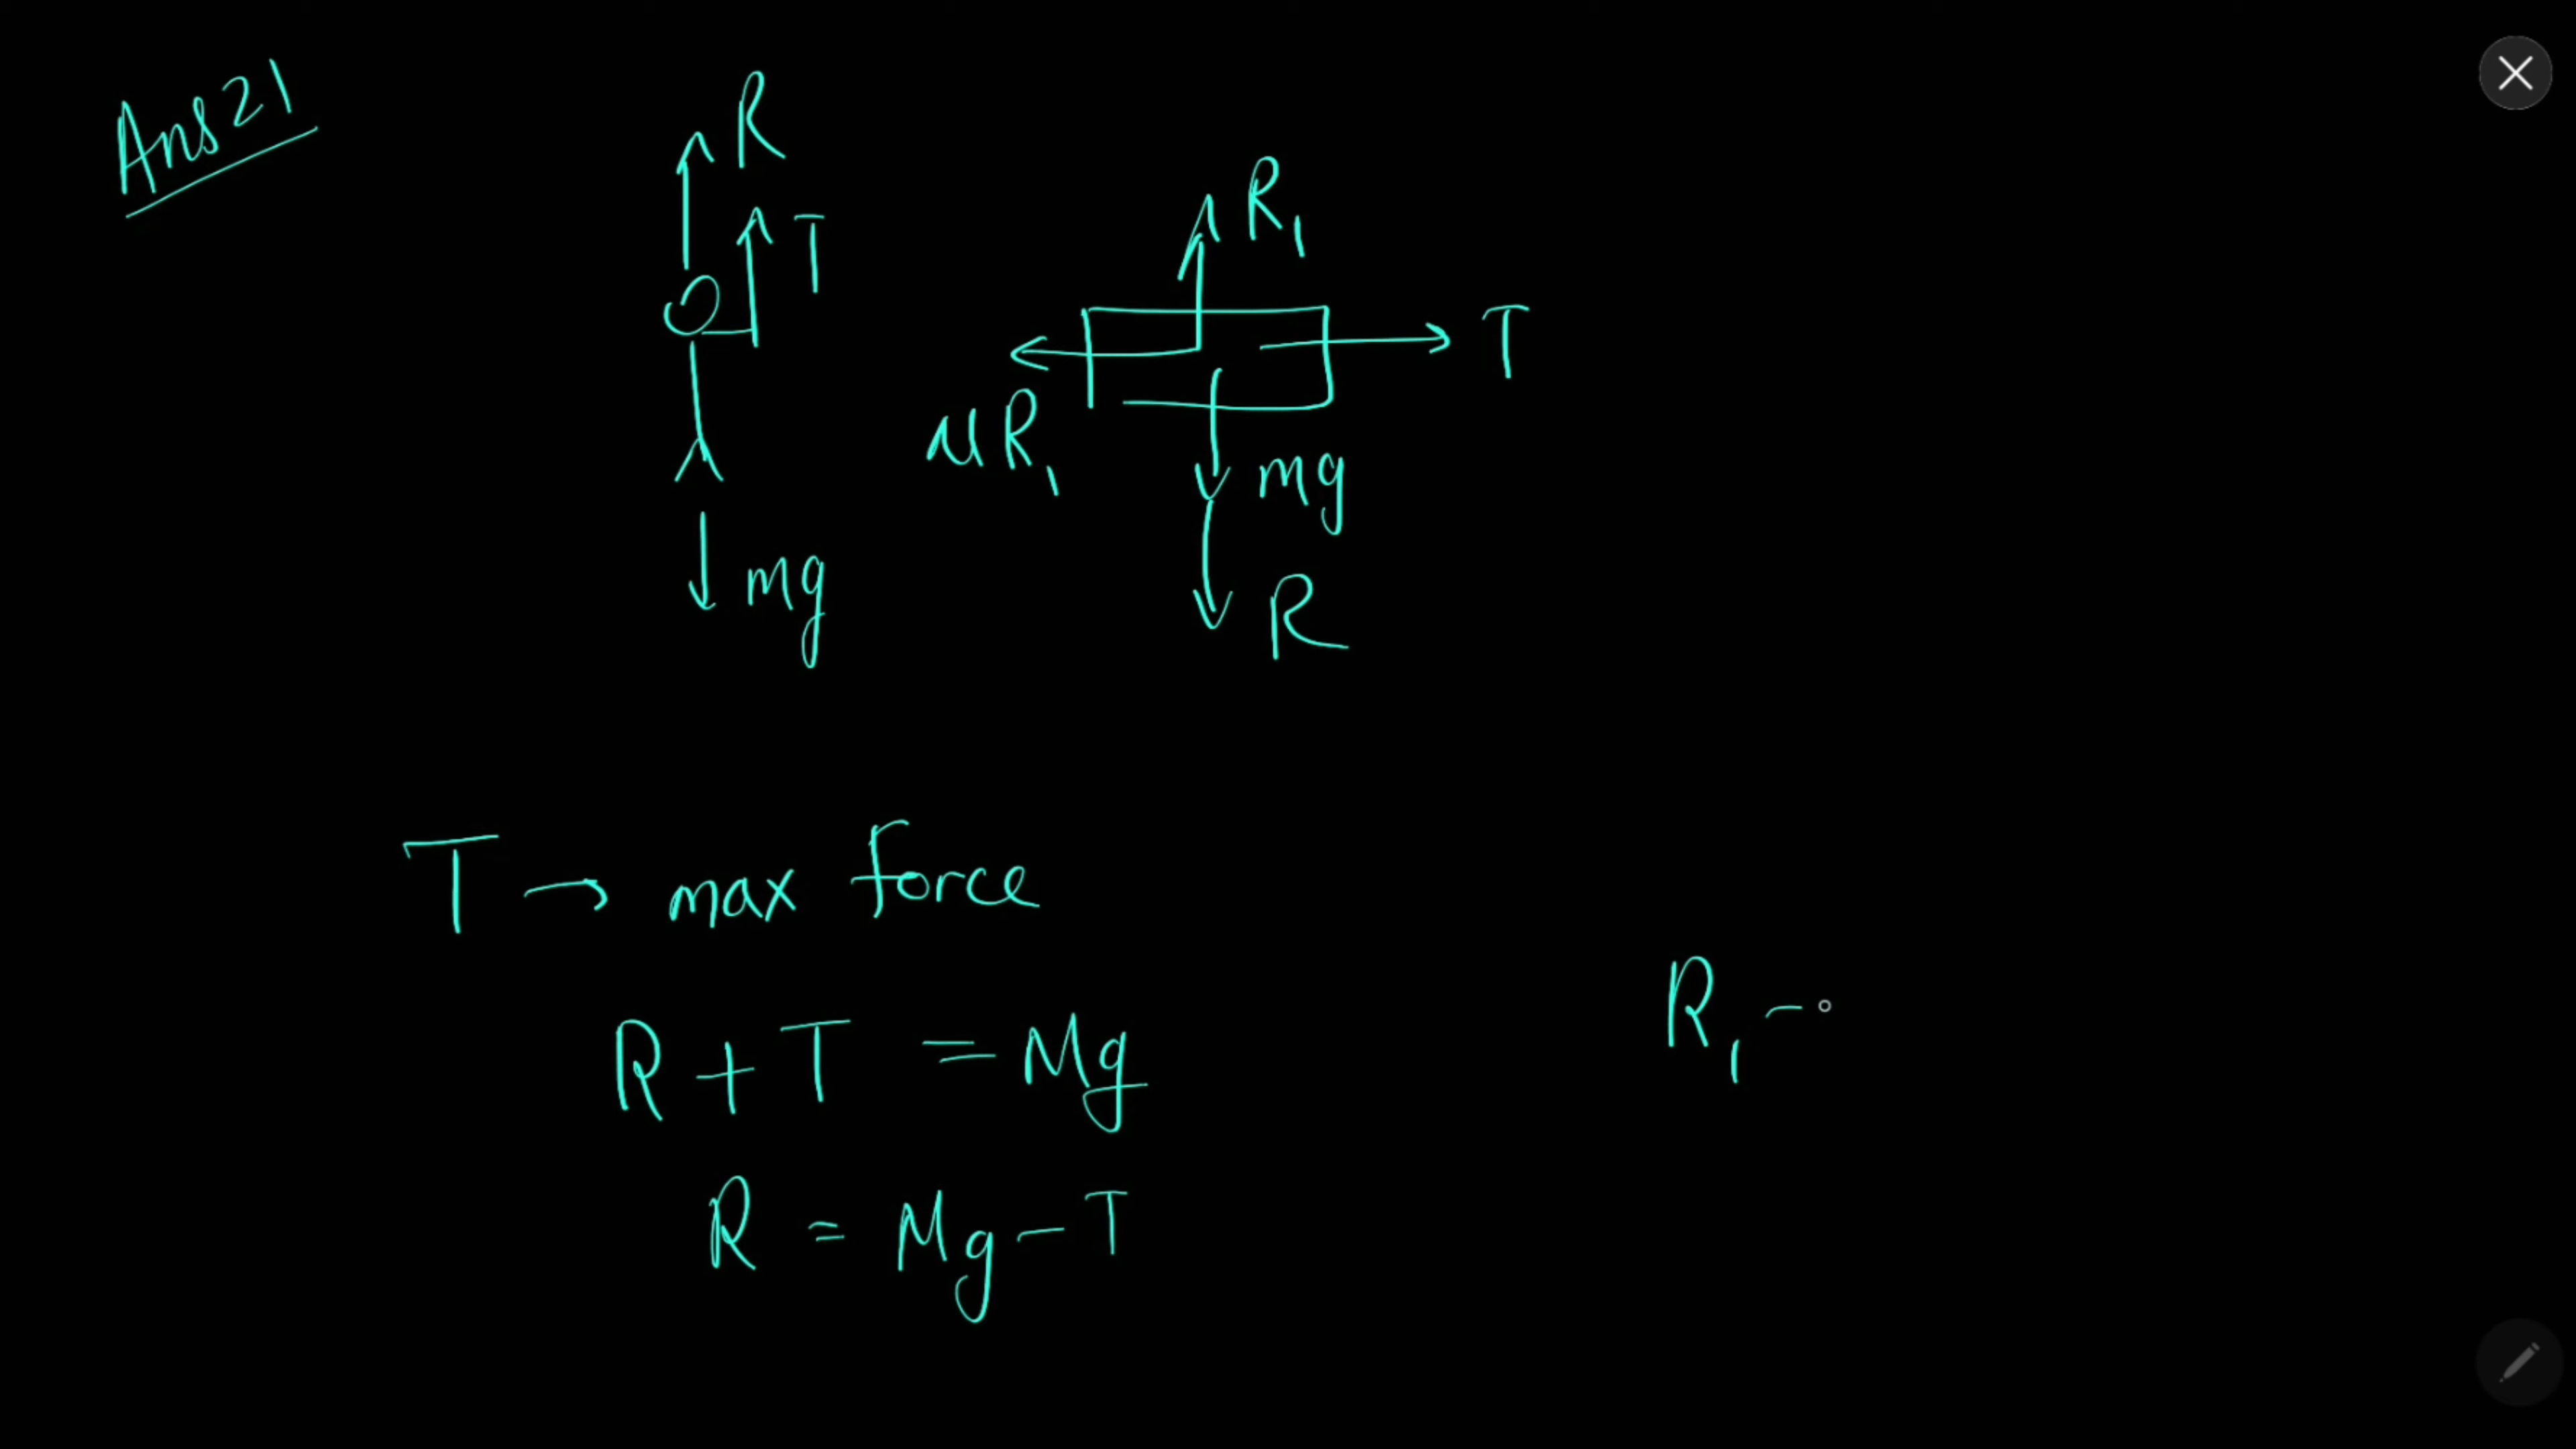 Ans 21
R
T
mg
R₁
T
μR₁
mg
R
T → max force
R + T = Mg
R₁ -
R = Mg - T